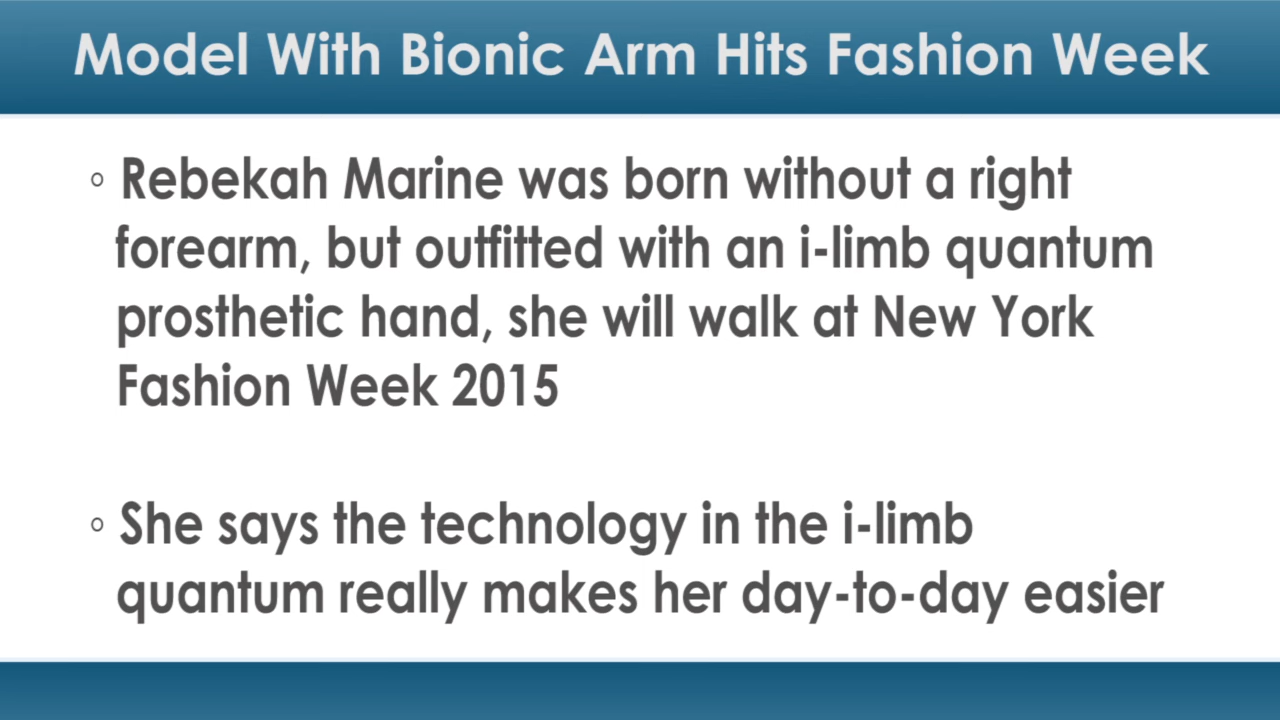 Model With Bionic Arm Hits Fashion Week
◦ Rebekah Marine was born without a right
forearm, but outfitted with an i-limb quantum
prosthetic hand, she will walk at New York
Fashion Week 2015
◦ She says the technology in the i-limb
quantum really makes her day-to-day easier